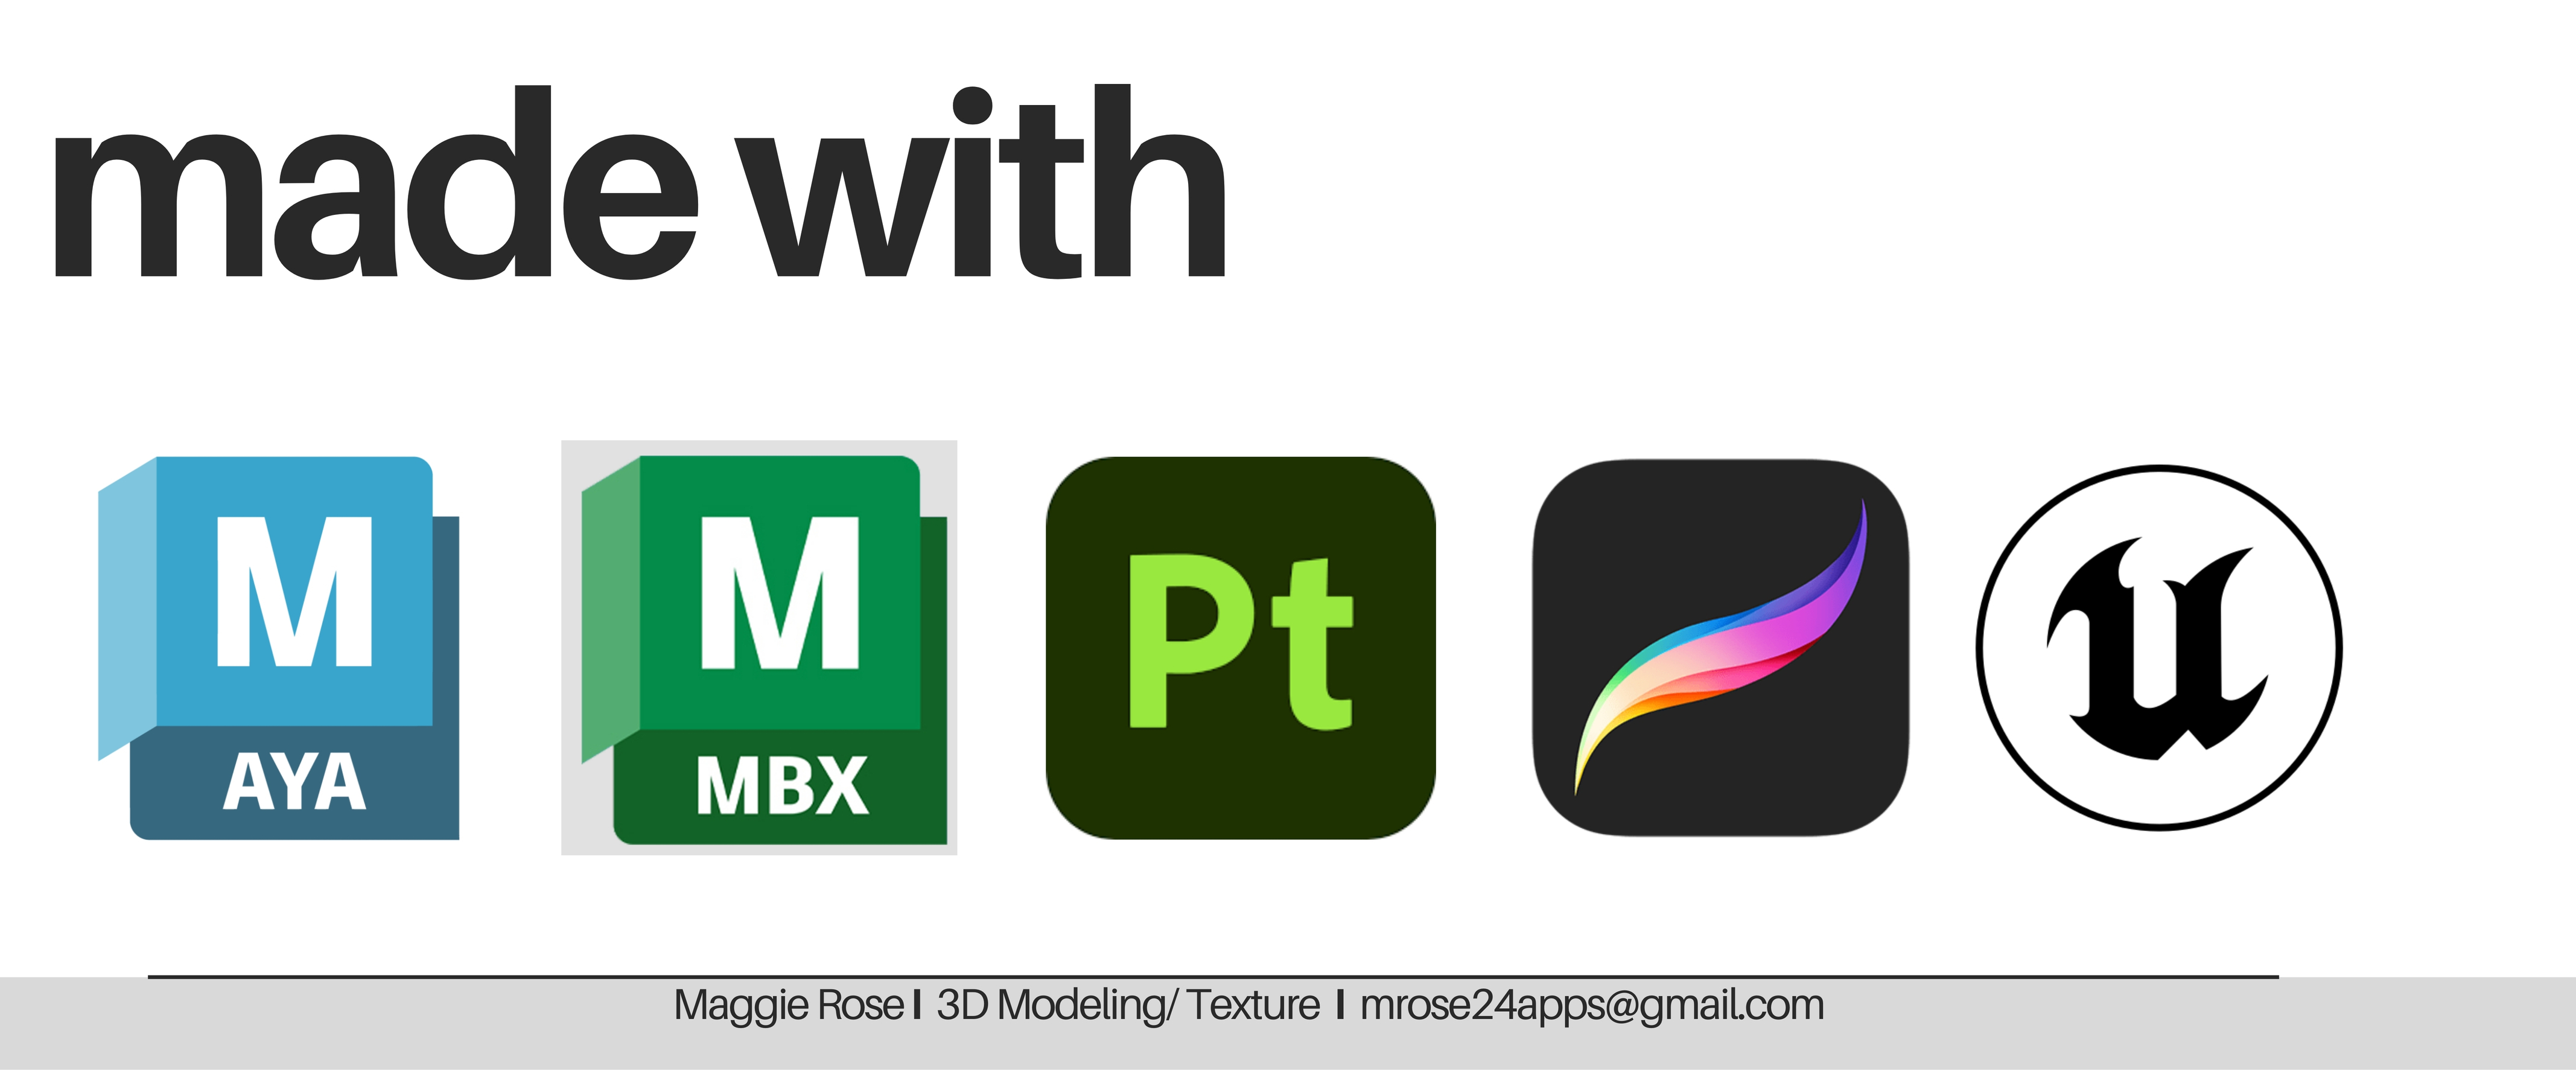 made with
M
AYA
M
MBX
Pt
u
Maggie Rose I 3D Modeling/ Texture I mrose24apps@gmail.com